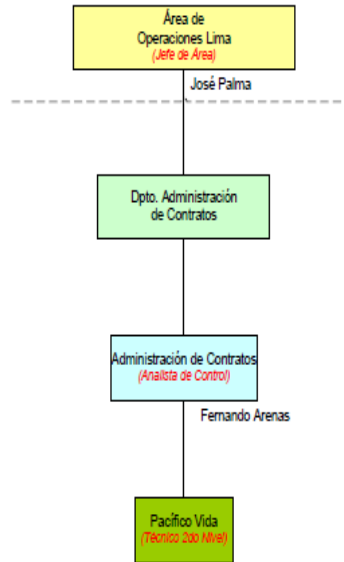 Área de
Operaciones Lima
(Jefe de Área)
José Palma
Dpto. Administración
de Contratos
Administración de Contratos
(Analista de Control)
Fernando Arenas
Pacífico Vida
(Técnico 2do Nivel)